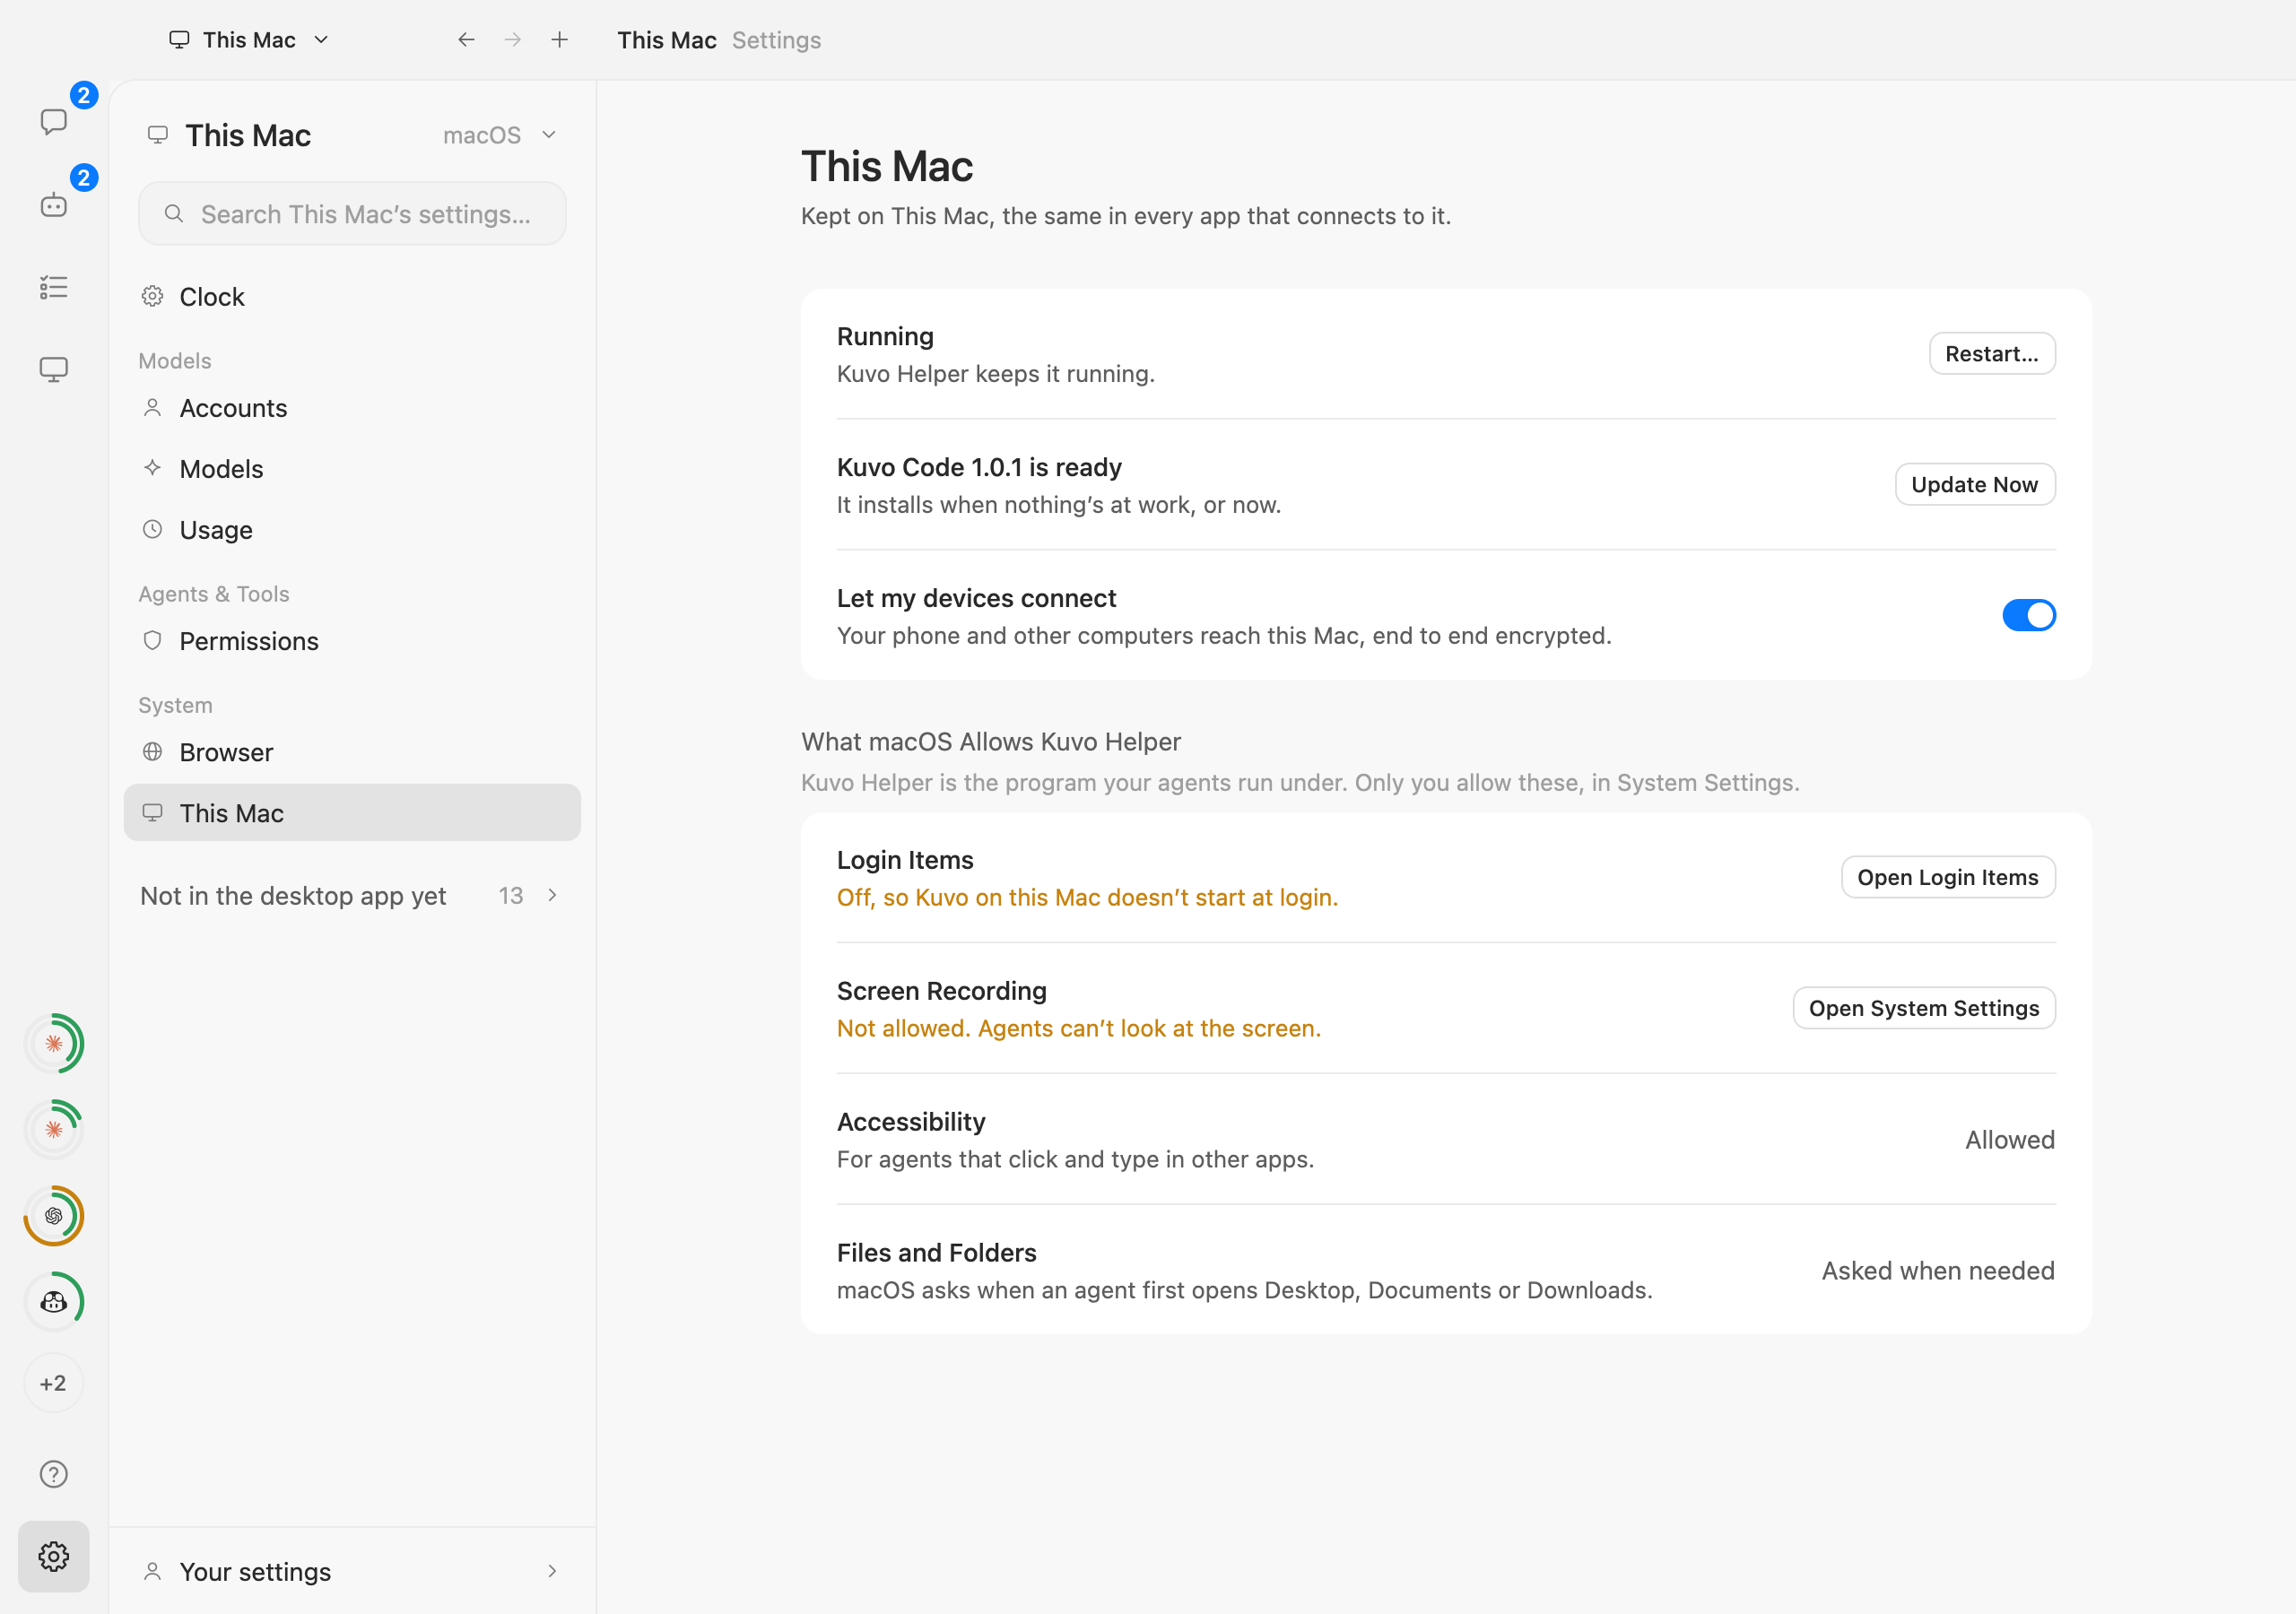 This Mac
This Mac Settings
2
2
This Mac macOS
Search This Mac’s settings...
Clock
Models
Accounts
Models
Usage
Agents & Tools
Permissions
System
Browser
This Mac
Not in the desktop app yet 13
+2
Your settings
This Mac
Kept on This Mac, the same in every app that connects to it.
Running
Kuvo Helper keeps it running.
Restart...
Kuvo Code 1.0.1 is ready
It installs when nothing’s at work, or now.
Update Now
Let my devices connect
Your phone and other computers reach this Mac, end to end encrypted.
What macOS Allows Kuvo Helper
Kuvo Helper is the program your agents run under. Only you allow these, in System Settings.
Login Items
Off, so Kuvo on this Mac doesn’t start at login.
Open Login Items
Screen Recording
Not allowed. Agents can’t look at the screen.
Open System Settings
Accessibility
For agents that click and type in other apps.
Allowed
Files and Folders
macOS asks when an agent first opens Desktop, Documents or Downloads.
Asked when needed